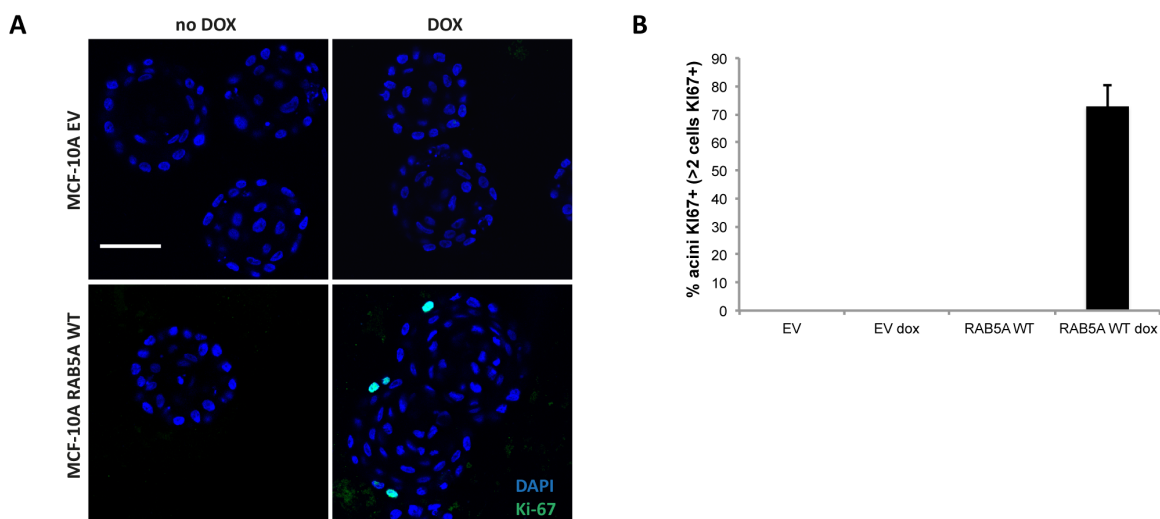 A
no DOX
DOX
MCF-10A EV
MCF-10A RAB5A WT
DAPI
Ki-67
B
% acini KI67+ (>2 cells KI67+)
90
80
70
60
50
40
30
20
10
0
EV
EV dox
RAB5A WT
RAB5A WT dox